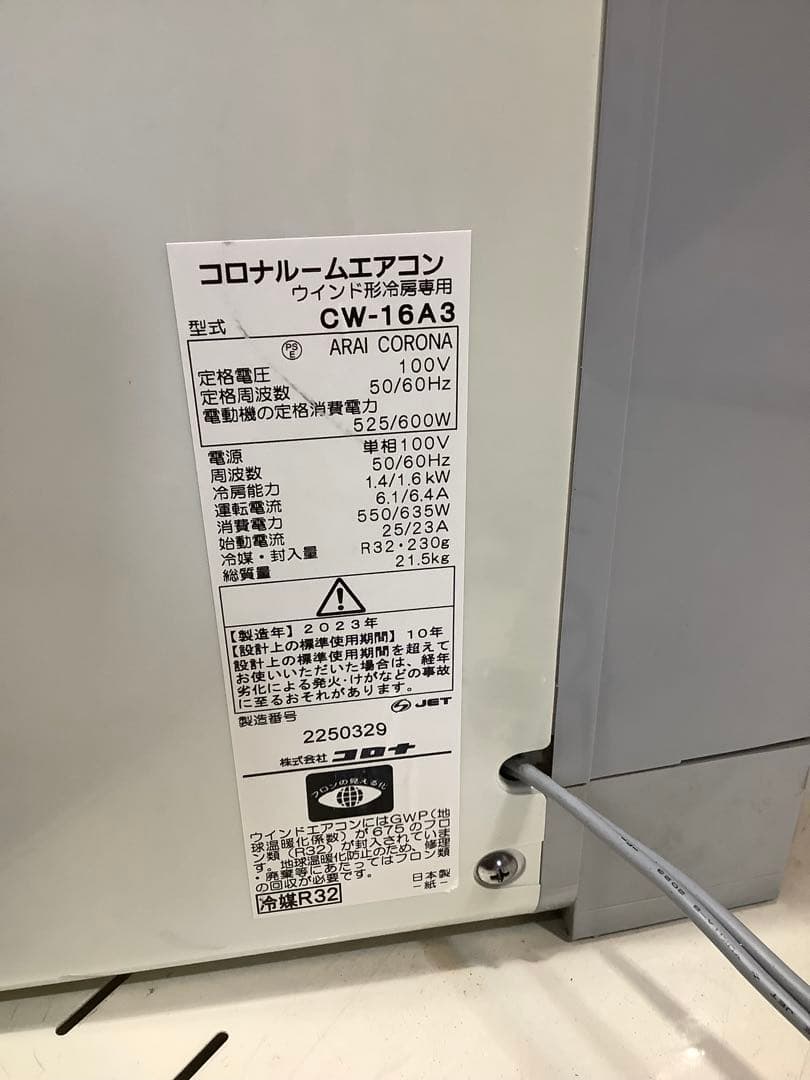 コロナルームエアコン
ウインド形冷房専用
型式 CW-16A3
PSE ARAI CORONA
定格電圧 100V
定格周波数 50/60Hz
電動機の定格消費電力
525/600W
電源 単相100V
周波数 50/60Hz
冷房能力 1.4/1.6kW
運転電流 6.1/6.4A
消費電力 550/635W
始動電流 25/23A
冷媒・封入量 R32・230g
総質量 21.5kg
【製造年】2023年
【設計上の標準使用期間】10年
設計上の標準使用期間を超えて
お使いいただいた場合は、経年
劣化による発火・けがなどの事故
に至るおそれがあります。
JET
製造番号
2250329
株式会社 コロナ
フロンの見える化
ウインドエアコンにはGWP(地
球温暖化係数)が675のフロ
ン類(R32)が封入されていま
す。地球温暖化防止のため、修理
・廃棄等にあたってはフロン類
の回収が必要です。
冷媒R32
日本製
-紙-